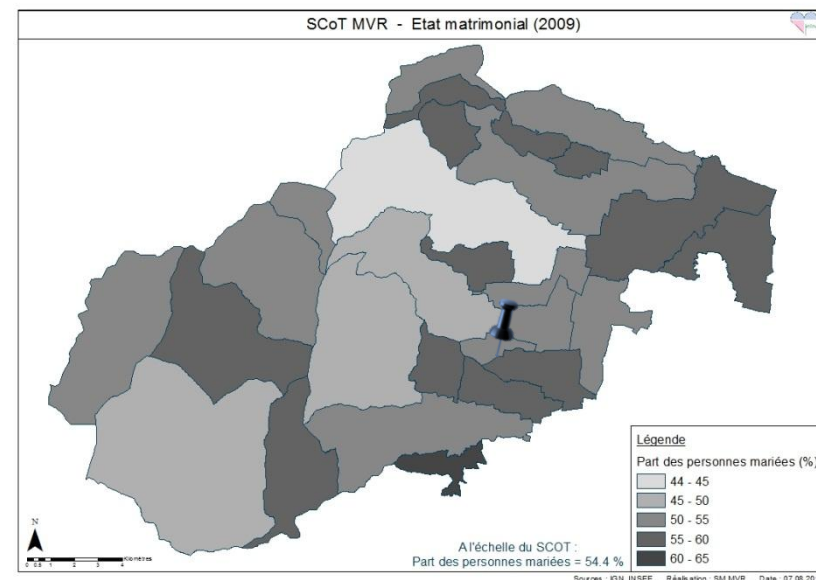 SCoT MVR - Etat matrimonial (2009)
Légende
Part des personnes mariées (%)
44 - 45
45 - 50
50 - 55
55 - 60
60 - 65
N
0 0.5 1 2 3 4
Kilomètres
A l'échelle du SCOT :
Part des personnes mariées = 54.4 %
Sources : IGN, INSEE Réalisation : SM MVR Date : 07.08.20